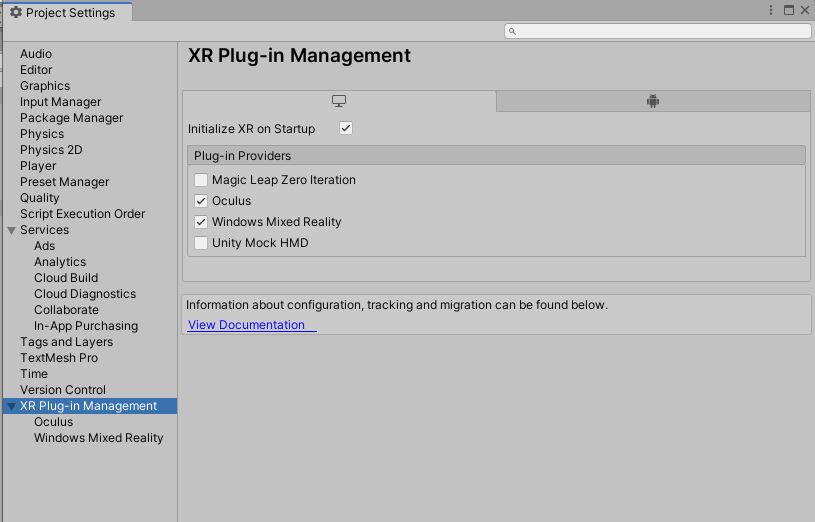 Project Settings
XR Plug-in Management
Audio
Editor
Graphics
Input Manager
Package Manager
Physics
Physics 2D
Player
Preset Manager
Quality
Script Execution Order
Services
Ads
Analytics
Cloud Build
Cloud Diagnostics
Collaborate
In-App Purchasing
Tags and Layers
TextMesh Pro
Time
Version Control
XR Plug-in Management
Oculus
Windows Mixed Reality
Initialize XR on Startup
Plug-in Providers
Magic Leap Zero Iteration
Oculus
Windows Mixed Reality
Unity Mock HMD
Information about configuration, tracking and migration can be found below.
View Documentation